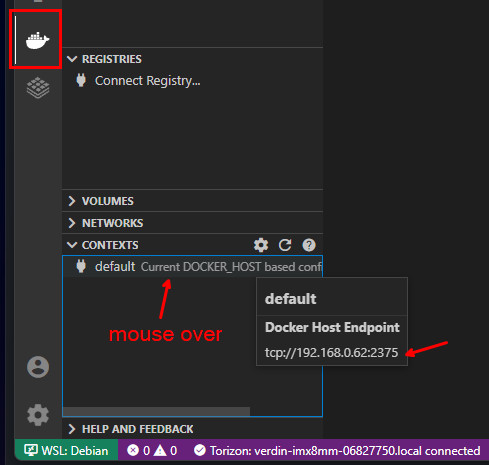 REGISTRIES
Connect Registry...
VOLUMES
NETWORKS
CONTEXTS
default Current DOCKER_HOST based confi
mouse over
default
Docker Host Endpoint
tcp://192.168.0.62:2375
HELP AND FEEDBACK
WSL: Debian 0 0 Torizon: verdin-imx8mm-06827750.local connected